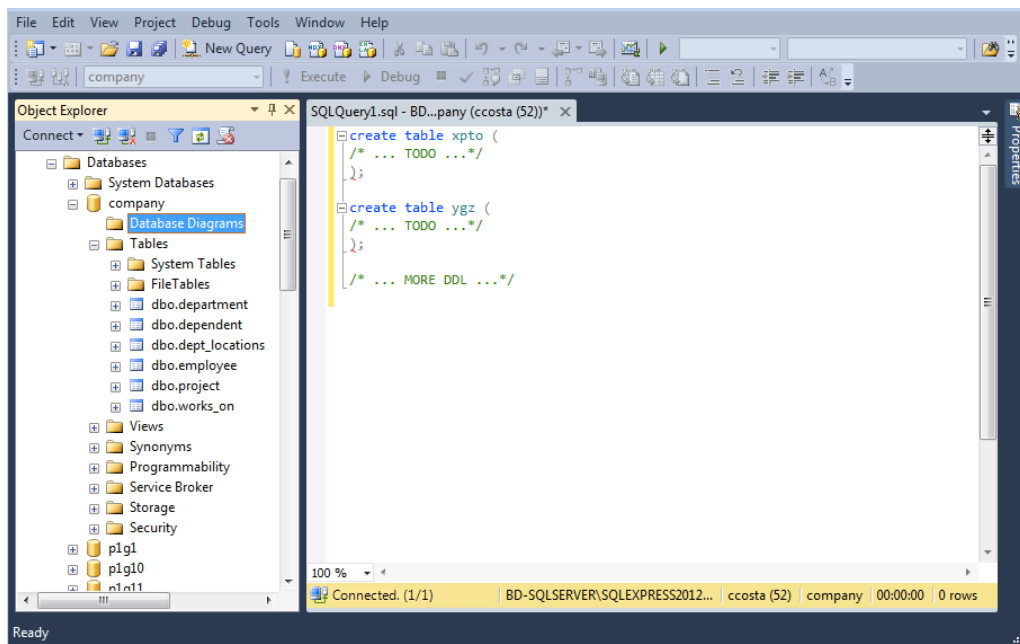 File Edit View Project Debug Tools Window Help
New Query
company Execute Debug
Object Explorer
Connect
Databases
System Databases
company
Database Diagrams
Tables
System Tables
FileTables
dbo.department
dbo.dependent
dbo.dept_locations
dbo.employee
dbo.project
dbo.works_on
Views
Synonyms
Programmability
Service Broker
Storage
Security
p1g1
p1g10
p1g11
SQLQuery1.sql - BD...pany (ccosta (52))*
create table xpto (
/* ... TODO ...*/
);
create table ygz (
/* ... TODO ...*/
);
/* ... MORE DDL ...*/
100 %
Connected. (1/1) BD-SQLSERVER\SQLEXPRESS2012... ccosta (52) company 00:00:00 0 rows
Properties
Ready